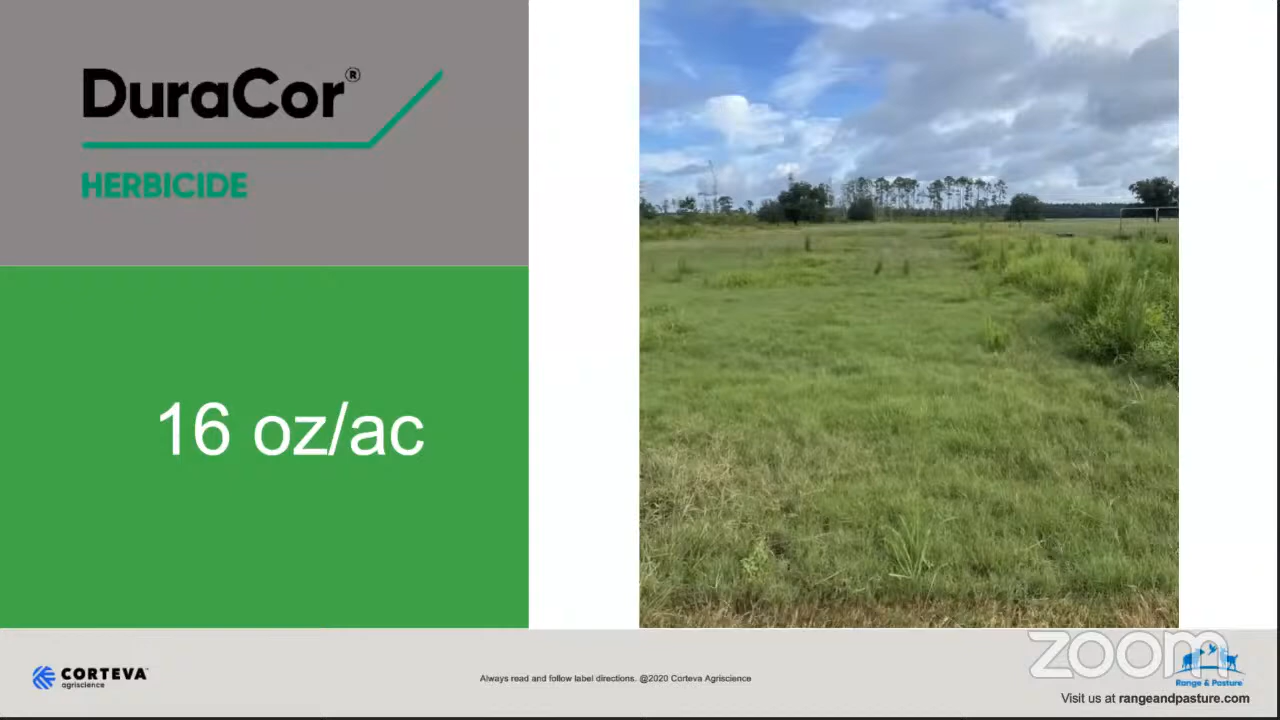 DuraCor®
HERBICIDE
16 oz/ac
CORTEVA™
agriscience
Always read and follow label directions. @2020 Corteva Agriscience
zoom
Range & Pasture
Visit us at rangeandpasture.com